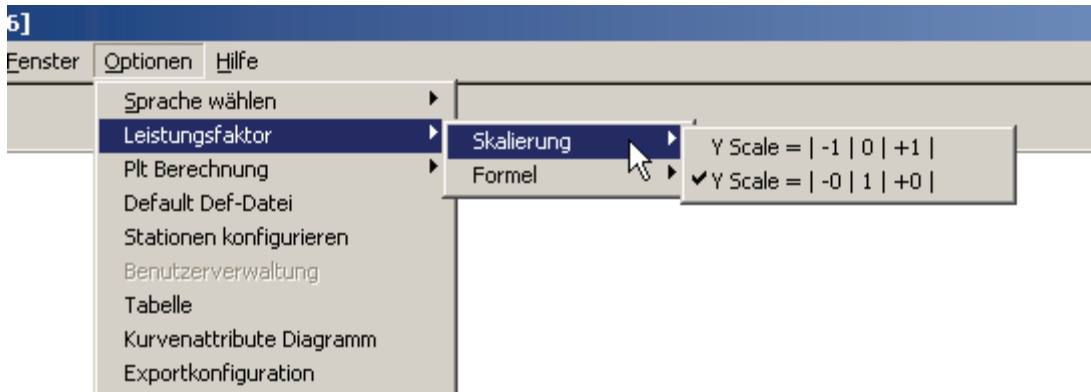 6]
Fenster Optionen Hilfe
Sprache wählen
Leistungsfaktor
Skalierung
Y Scale = | -1 | 0 | +1 |
Plt Berechnung
Formel
Y Scale = | -0 | 1 | +0 |
Default Def-Datei
Stationen konfigurieren
Benutzerverwaltung
Tabelle
Kurvenattribute Diagramm
Exportkonfiguration